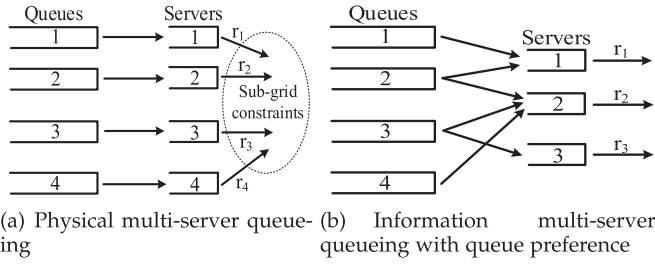 Queues Servers
1 1 r1
2 2 r2
Sub-grid
constraints
3 3 r3
4 4 r4
(a) Physical multi-server queue-
ing
Queues
Servers
1
2
3
4
1 r1
2 r2
3 r3
(b) Information multi-server
queueing with queue preference